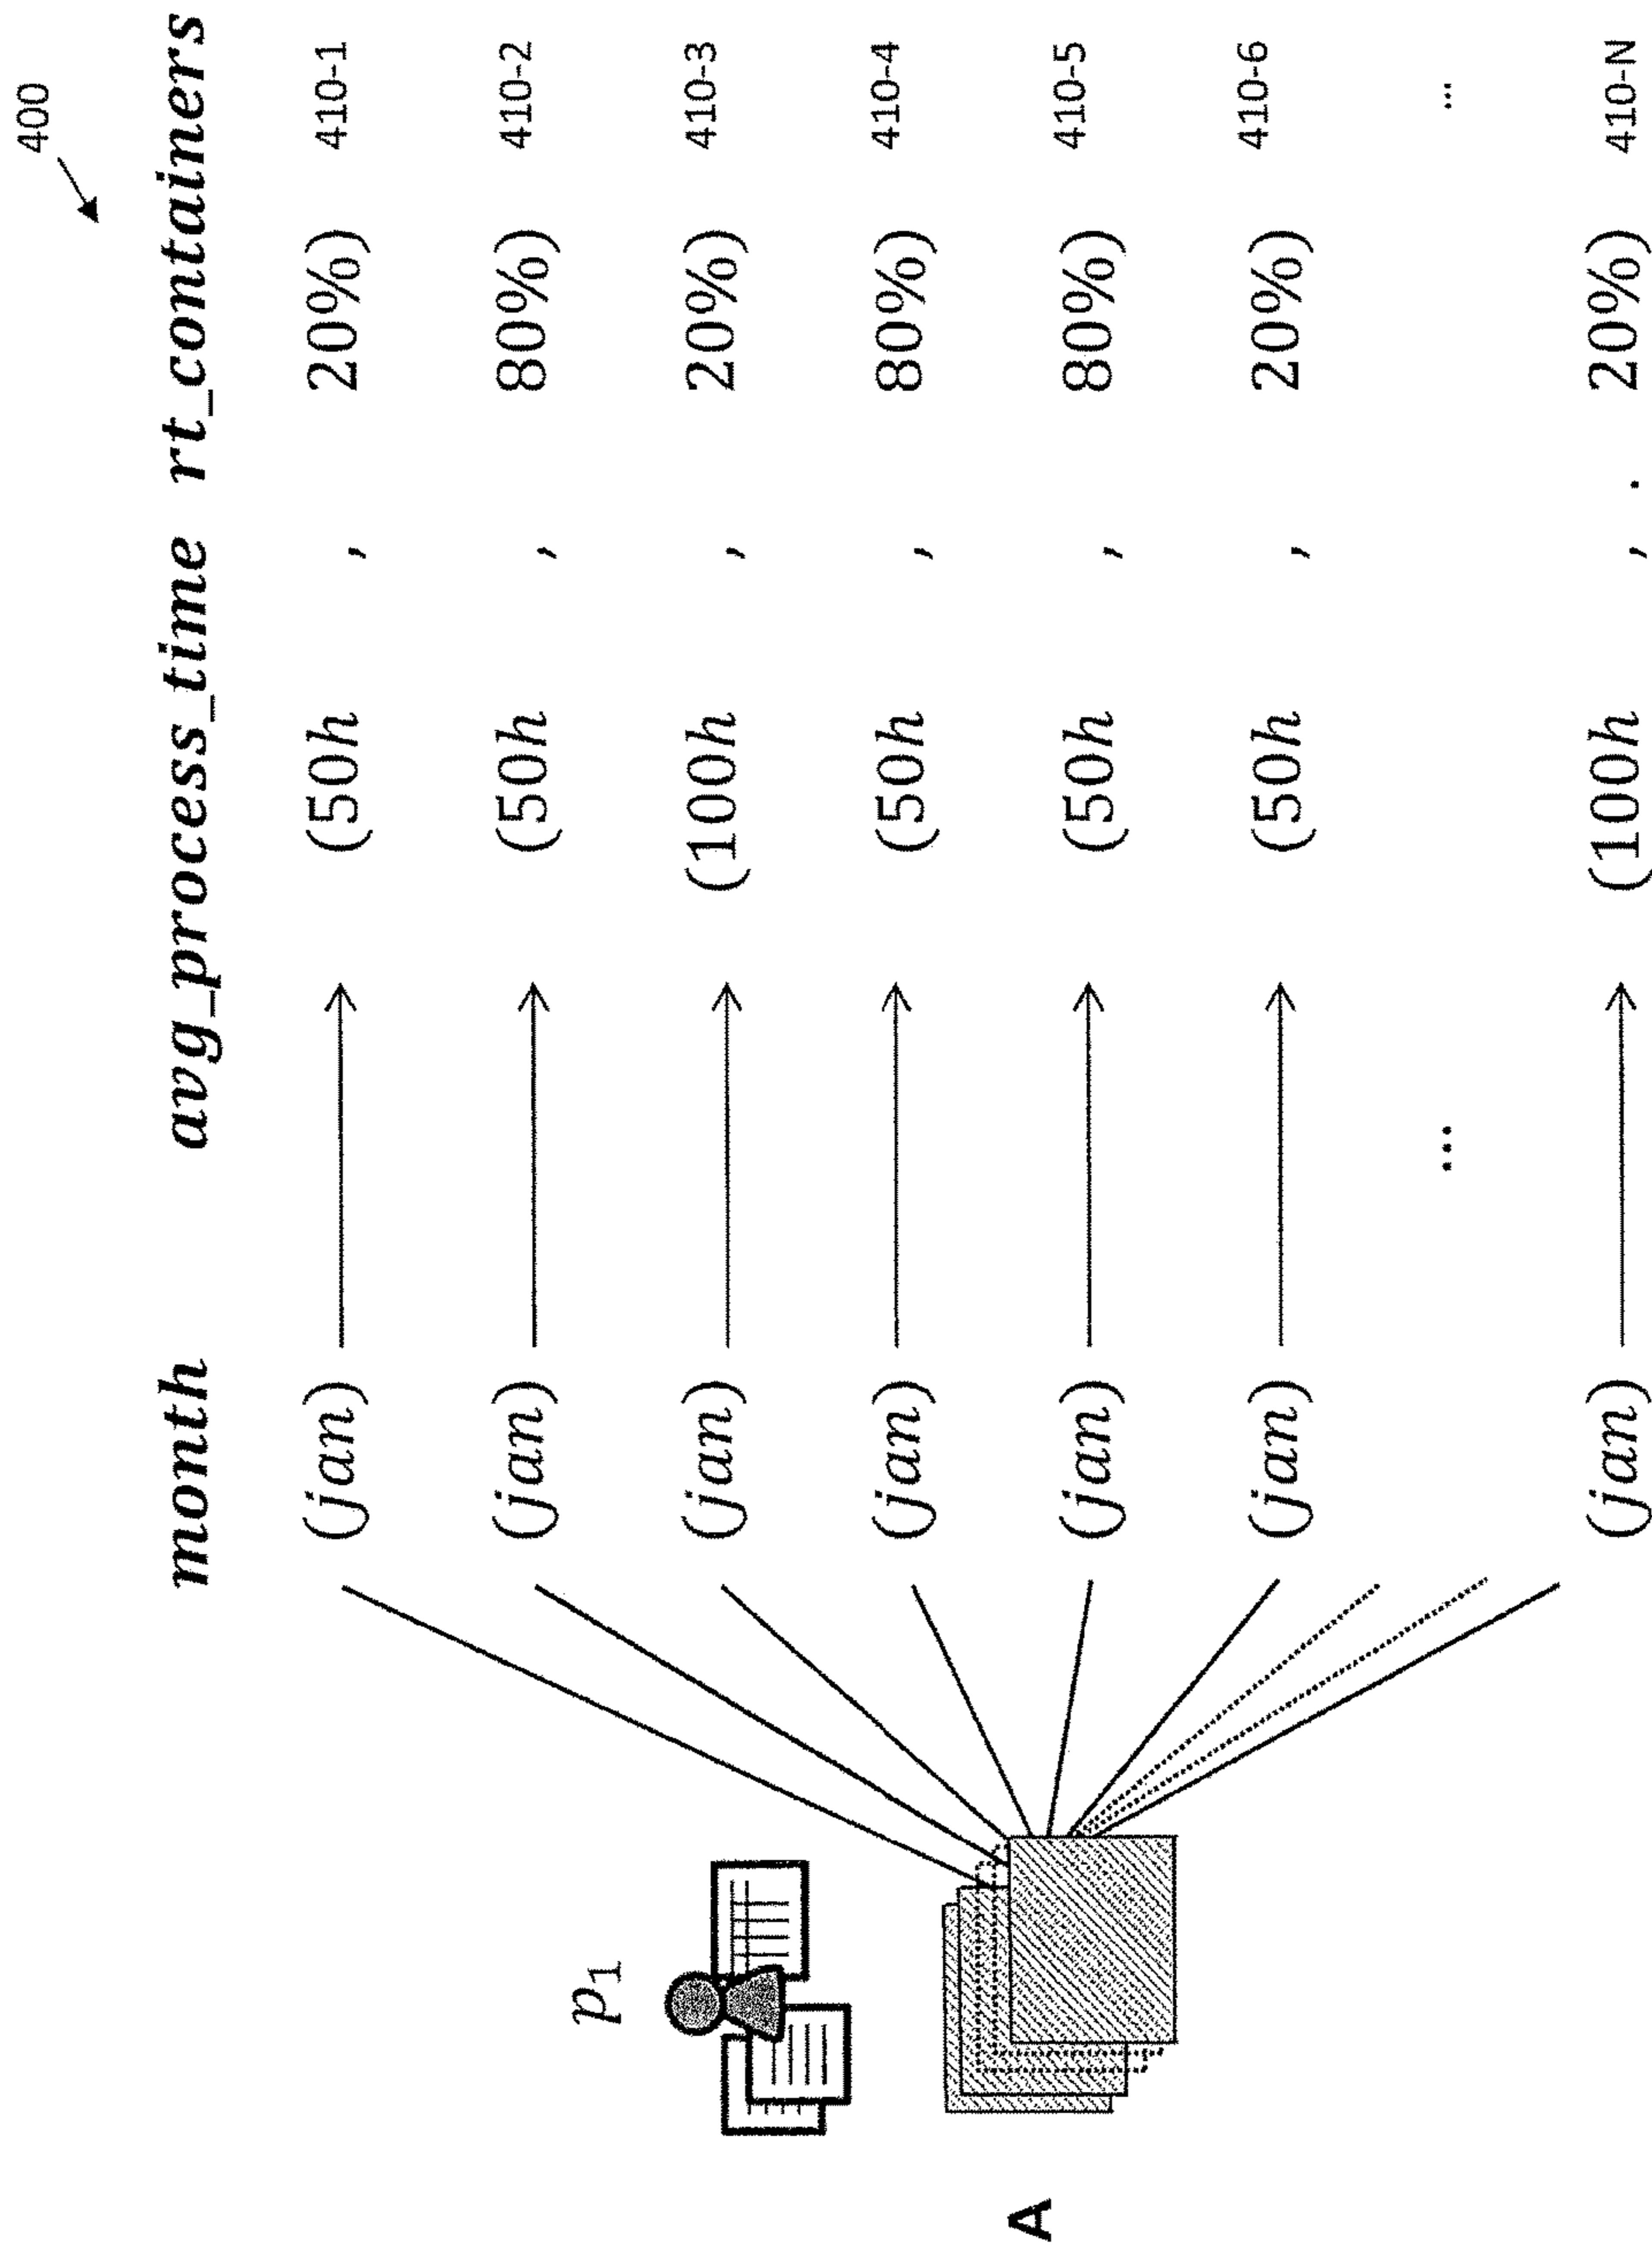 400
month avg_process_time rt_containers
(jan) (50h , 20%) 410-1
(jan) (50h , 80%) 410-2
(jan) (100h , 20%) 410-3
p1
(jan) (50h , 80%) 410-4
(jan) (50h , 80%) 410-5
A
(jan) (50h , 20%) 410-6
... ...
(jan) (100h , . 20%) 410-N